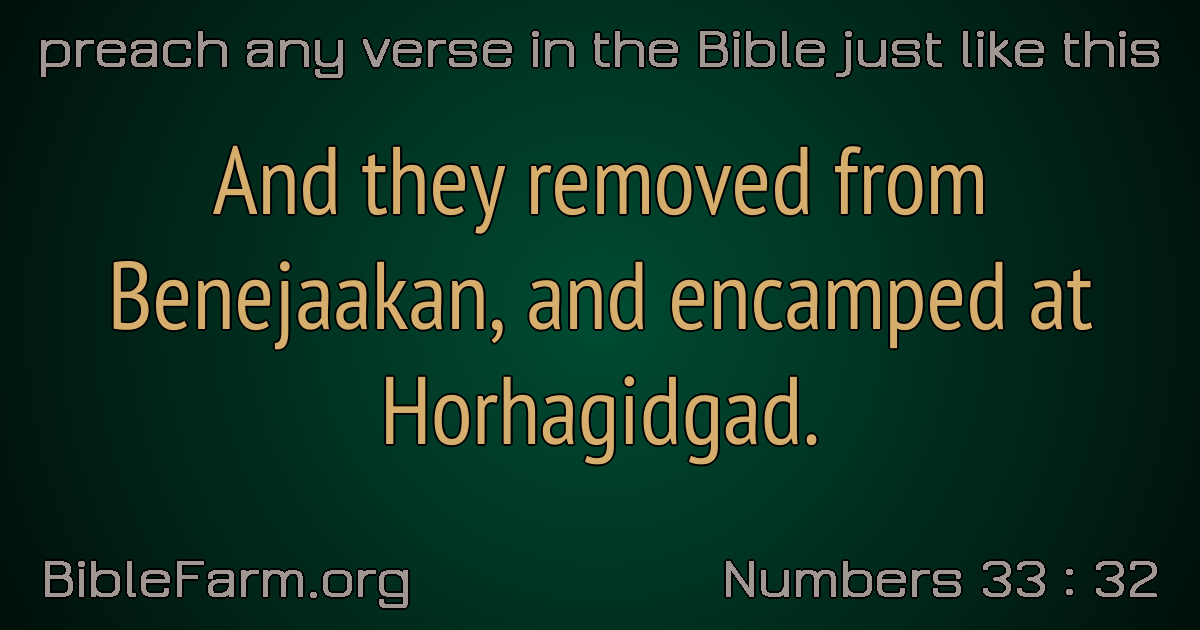 preach any verse in the Bible just like this
And they removed from
Benejaakan, and encamped at
Horhagidgad.
BibleFarm.org
Numbers 33 : 32